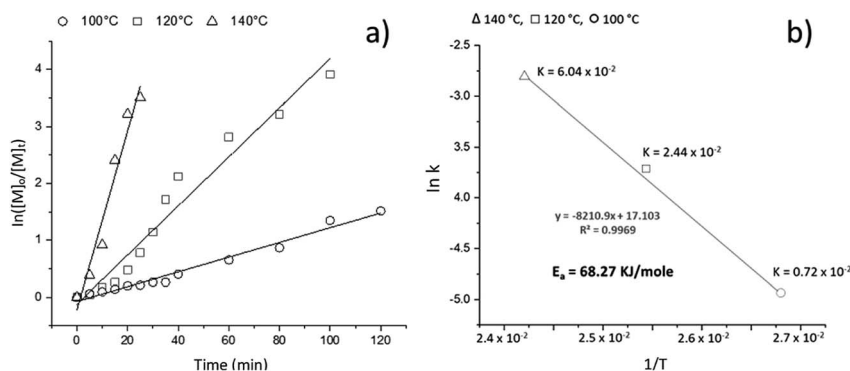 100°C 120°C 140°C
a)
ln([M]ₒ/[M]ₜ)
4
3
2
1
0
0 20 40 60 80 100 120
Time (min)
140 °C, 120 °C 100 °C
b)
ln k
-2.5
-3.0
-3.5
-4.0
-4.5
-5.0
K = 6.04 x 10⁻²
K = 2.44 x 10⁻²
y = -8210.9x + 17.103
R² = 0.9969
Eₐ = 68.27 KJ/mole
K = 0.72 x 10⁻²
2.4 x 10⁻² 2.5 x 10⁻² 2.6 x 10⁻² 2.7 x 10⁻²
1/T